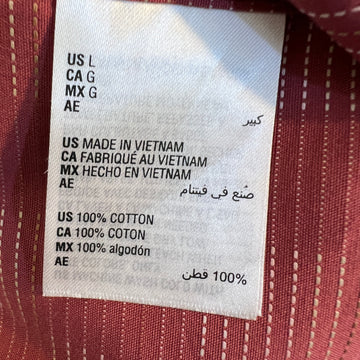 US L
CA G
MX G
AE كبير
US MADE IN VIETNAM
CA FABRIQUÉ AU VIETNAM
MX HECHO EN VIETNAM
AE صُنع في فيتنام
US 100% COTTON
CA 100% COTON
MX 100% algodón
AE 100% قطن